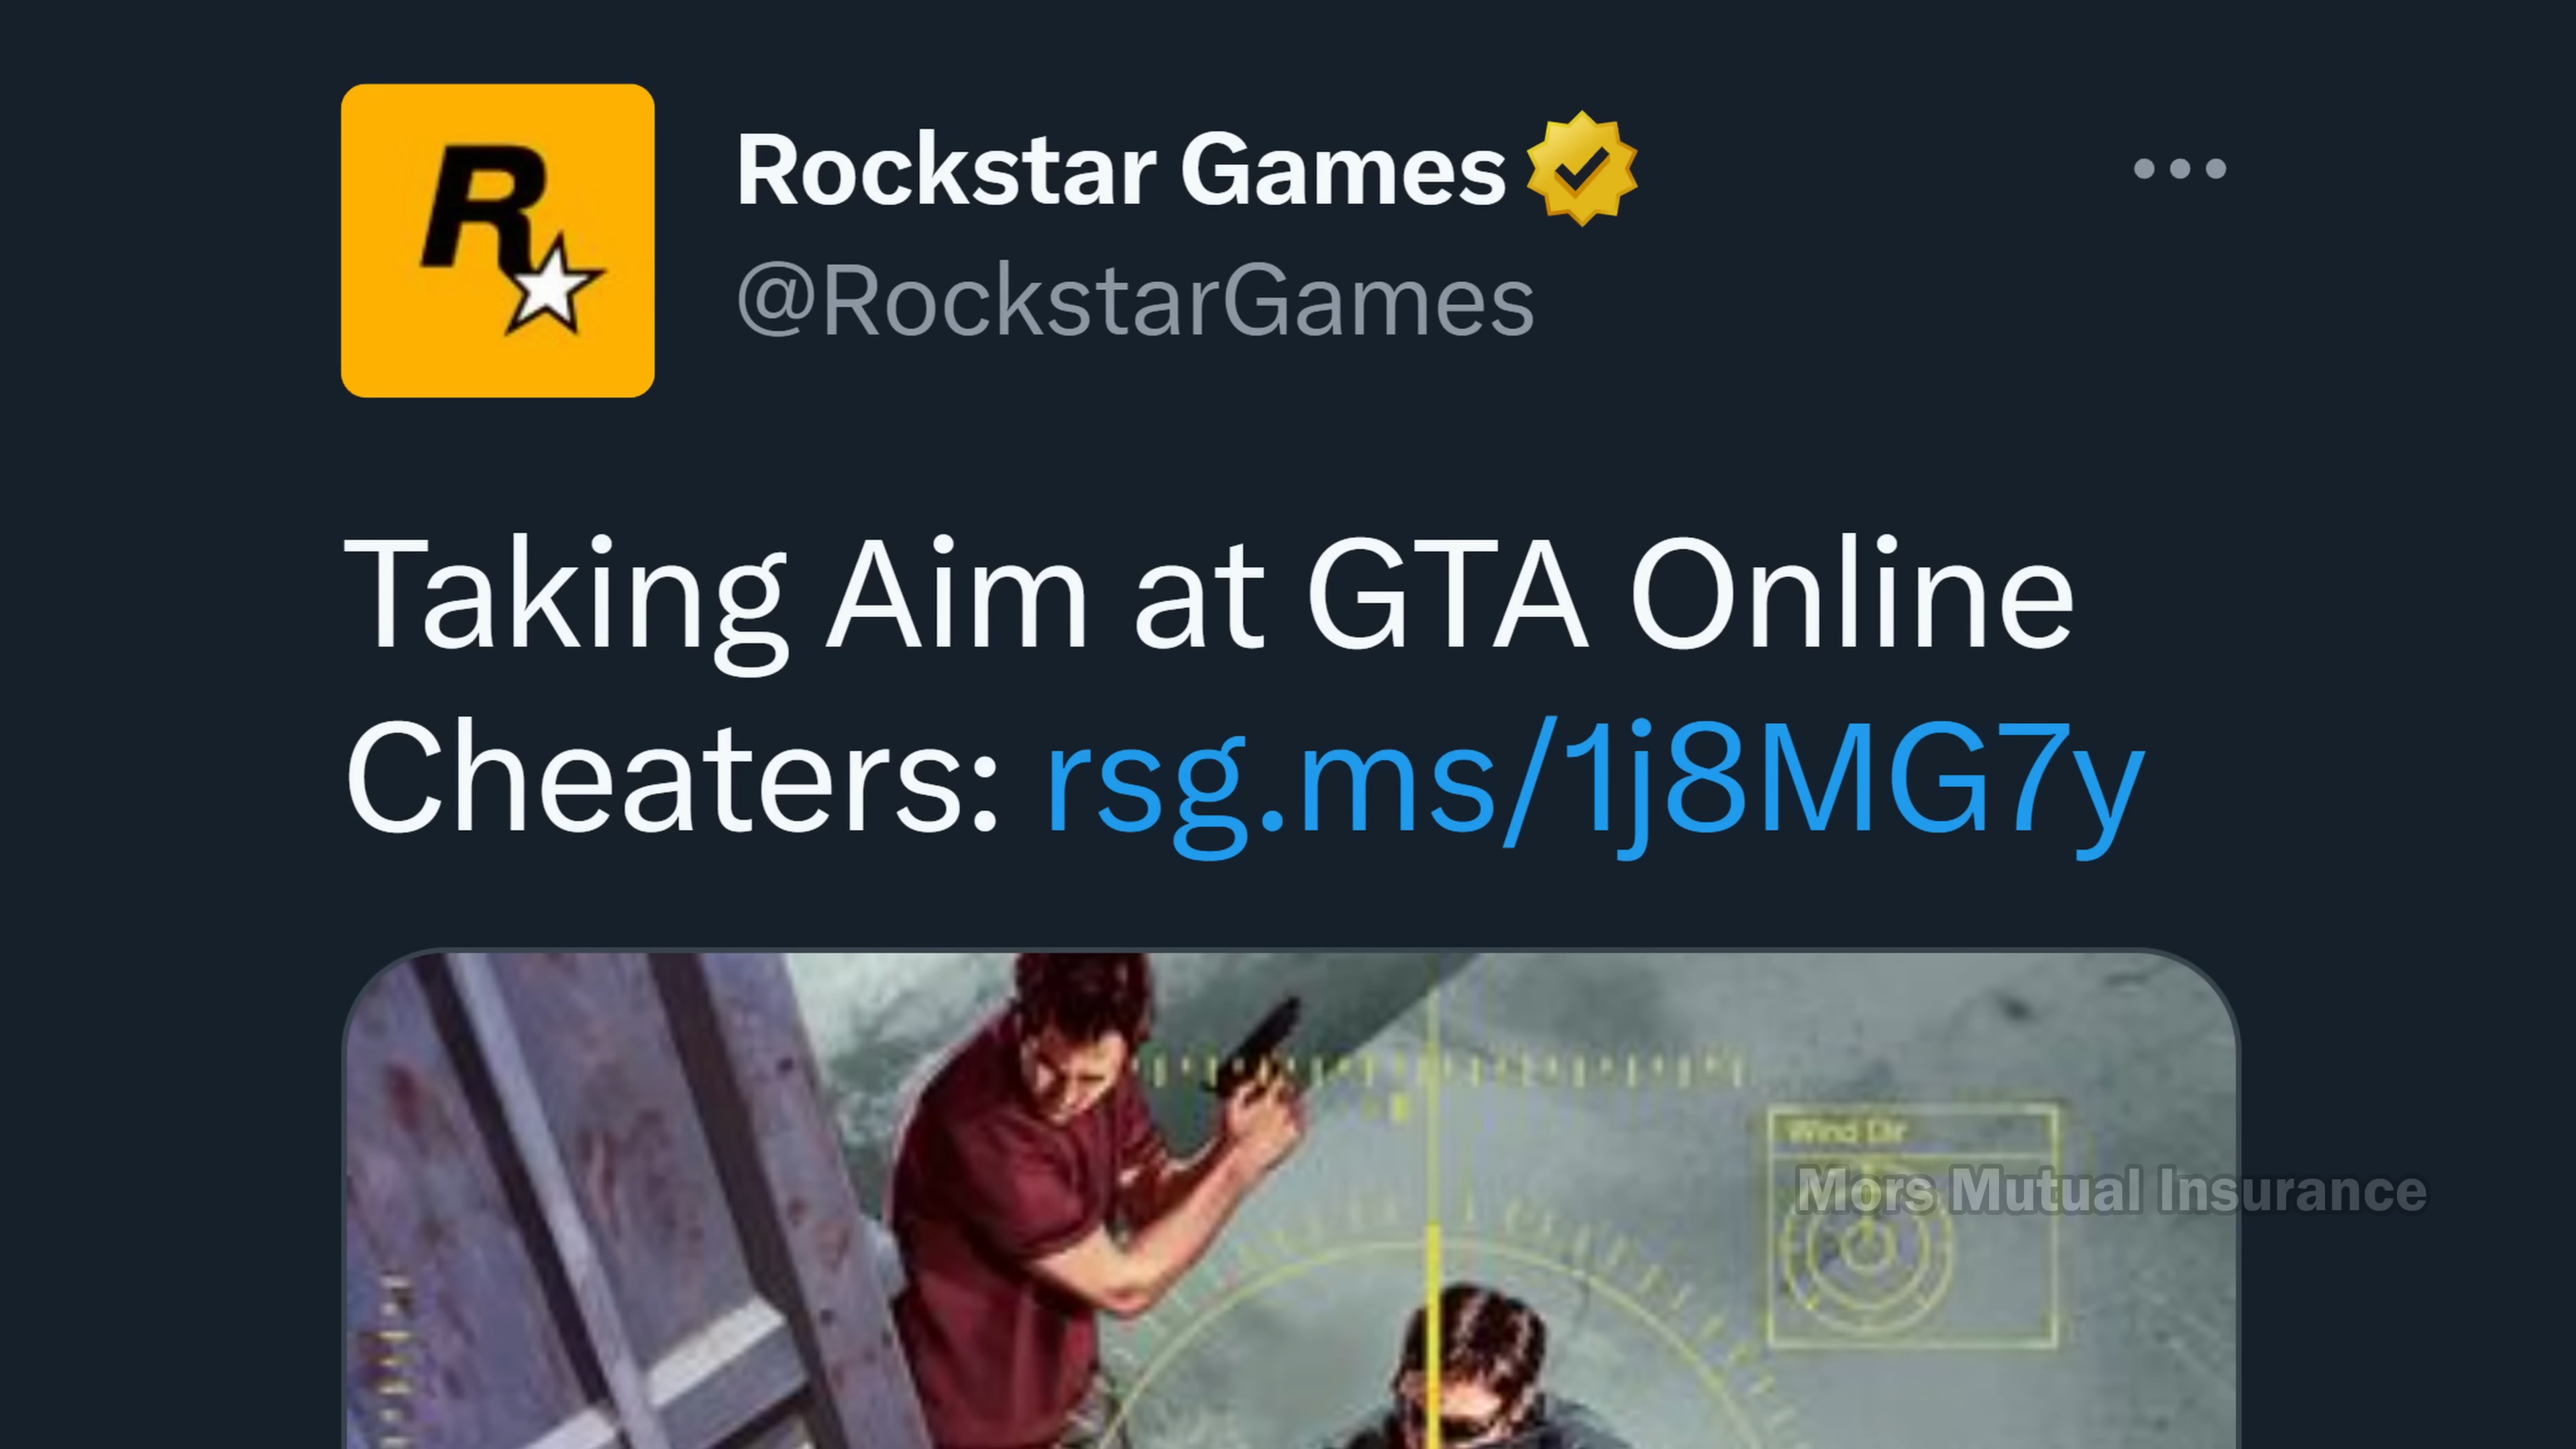 R
Rockstar Games
@RockstarGames
Taking Aim at GTA Online
Cheaters: rsg.ms/1j8MG7y
Wind Dir
Mors Mutual Insurance